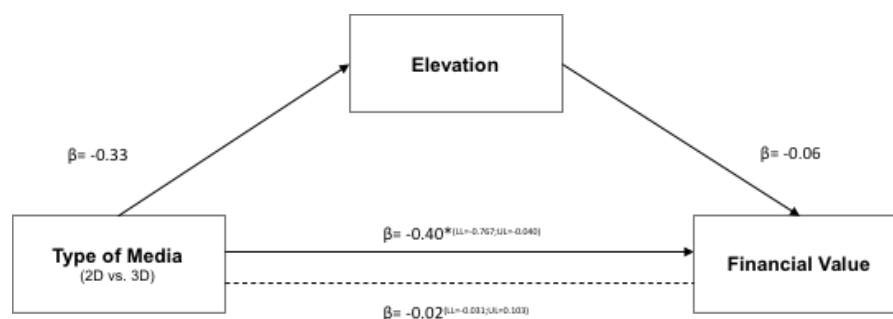 Elevation
β= -0.33
β= -0.06
Type of Media
(2D vs. 3D)
β= -0.40*(LL=-0.767;UL=-0.040)
Financial Value
β= -0.02(LL=-0.031;UL=0.103)